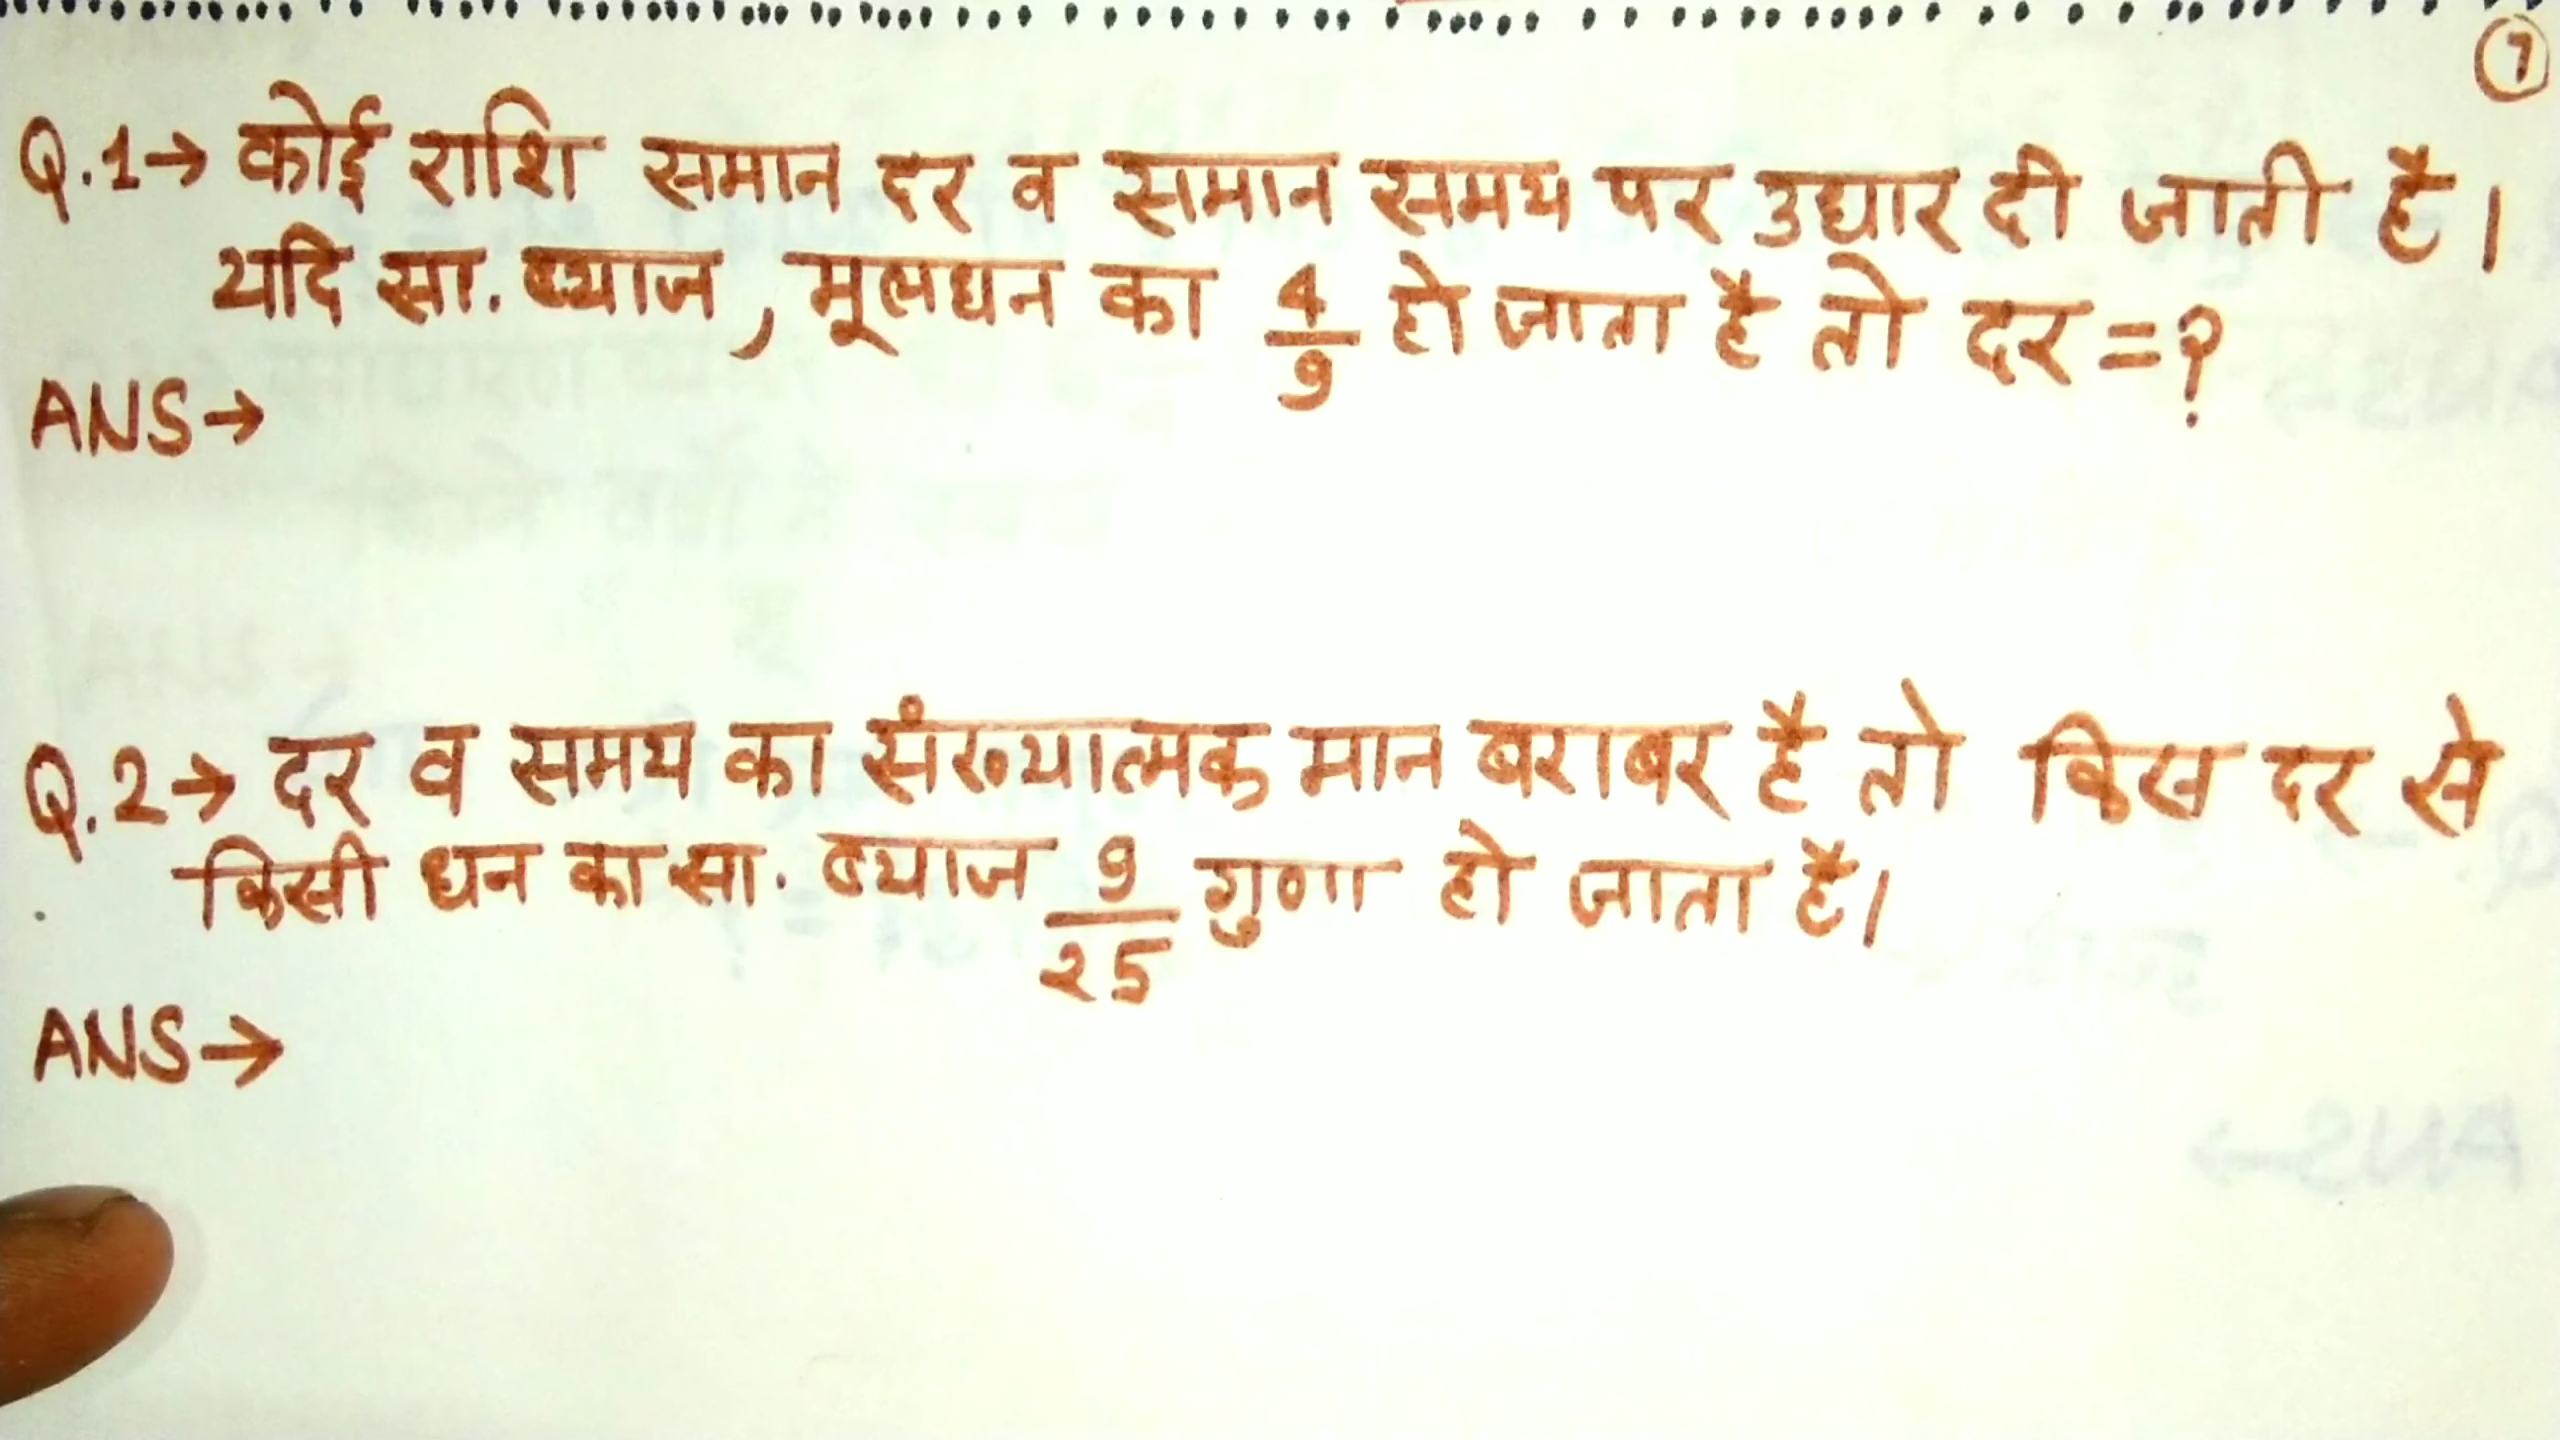 7
Q.1→ कोई राशि समान दर व समान समय पर उधार दी जाती है।
यदि सा. ब्याज, मूलधन का 4/9 हो जाता है तो दर = ?
ANS→
Q.2→ दर व समय का संख्यात्मक मान बराबर है तो किस दर से
किसी धन का सा. ब्याज 9/25 गुणा हो जाता है।
ANS→